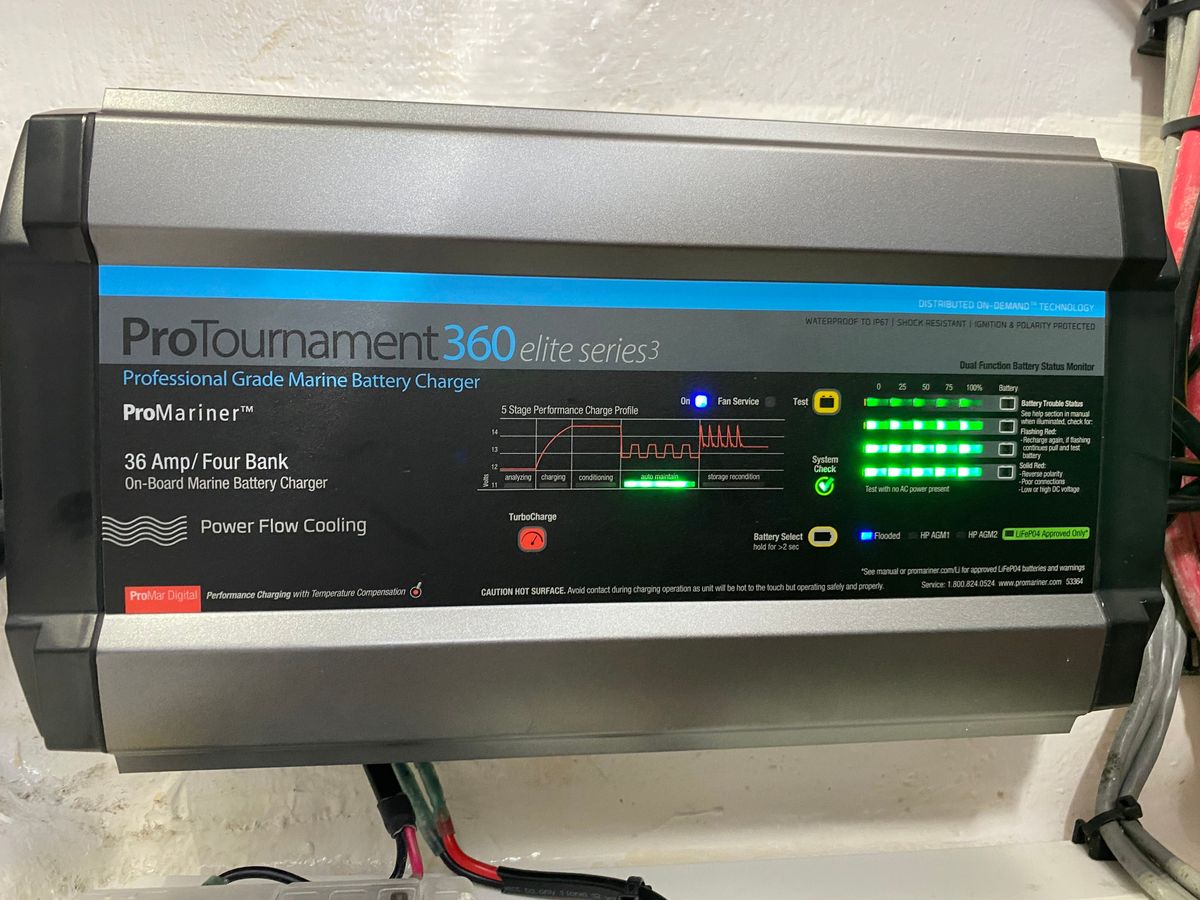 DISTRIBUTED ON-DEMAND™ TECHNOLOGY
WATERPROOF TO IP67 | SHOCK RESISTANT | IGNITION & POLARITY PROTECTED
ProTournament 360 elite series3
Professional Grade Marine Battery Charger
ProMariner™
36 Amp/ Four Bank
On-Board Marine Battery Charger
Power Flow Cooling
ProMar Digital Performance Charging with Temperature Compensation
5 Stage Performance Charge Profile
On
Fan Service
Test
14
13
12
Volts 11
analyzing charging conditioning auto maintain storage recondition
TurboCharge
System
Check
Battery Select
hold for >2 sec
Dual Function Battery Status Monitor
0 25 50 75 100% Battery
Battery Trouble Status
See help section in manual
when illuminated, check for:
Flashing Red:
-Recharge again, if flashing
continues pull and test
battery
Solid Red:
-Reverse polarity
-Poor connections
-Low or high DC voltage
Test with no AC power present
Flooded HP AGM1 HP AGM2 LiFePO4 Approved Only*
*See manual or promariner.com/Li for approved LiFePO4 batteries and warnings
Service: 1.800.824.0524 www.promariner.com 53364
CAUTION HOT SURFACE. Avoid contact during charging operation as unit will be hot to the touch but operating safely and properly.